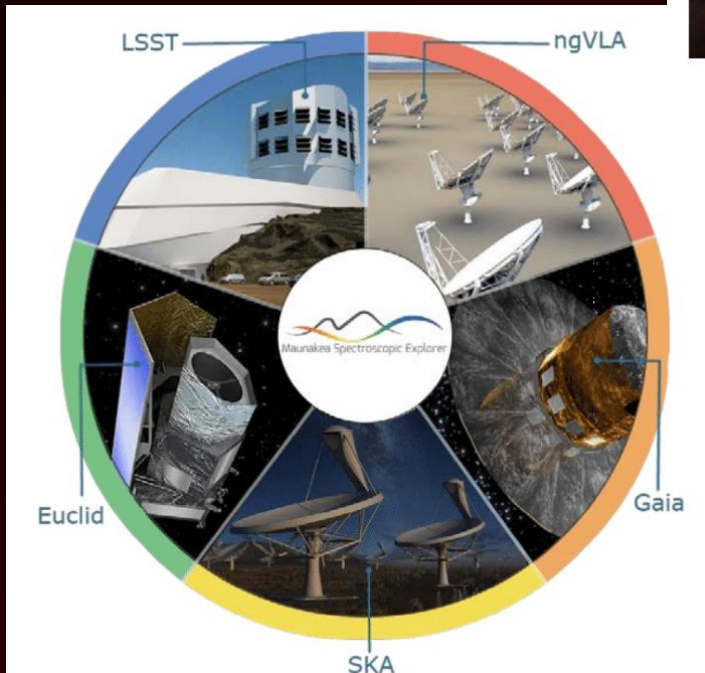 LSST
ngVLA
Maunakea Spectroscopic Explorer
Euclid
Gaia
SKA